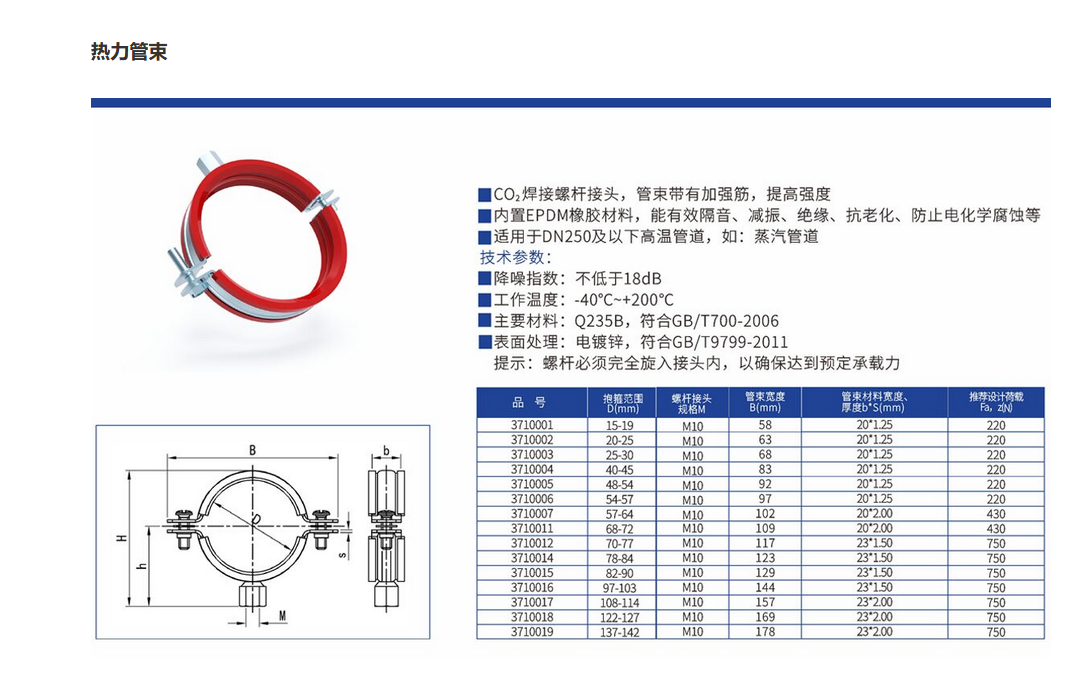 热力管束
■CO₂焊接螺杆接头，管束带有加强筋，提高强度
■内置EPDM橡胶材料，能有效隔音、减振、绝缘、抗老化、防止电化学腐蚀等
■适用于DN250及以下高温管道，如：蒸汽管道
技术参数：
■降噪指数：不低于18dB
■工作温度：-40℃~+200℃
■主要材料：Q235B，符合GB/T700-2006
■表面处理：电镀锌，符合GB/T9799-2011
提示：螺杆必须完全旋入接头内，以确保达到预定承载力
品 号 抱箍范围 D(mm) 螺杆接头 规格M 管束宽度 B(mm) 管束材料宽度、厚度b*S(mm) 推荐设计荷载 Fa，z(N)
3710001 15-19 M10 58 20*1.25 220
3710002 20-25 M10 63 20*1.25 220
3710003 25-30 M10 68 20*1.25 220
3710004 40-45 M10 83 20*1.25 220
3710005 48-54 M10 92 20*1.25 220
3710006 54-57 M10 97 20*1.25 220
3710007 57-64 M10 102 20*2.00 430
3710011 68-72 M10 109 20*2.00 430
3710012 70-77 M10 117 23*1.50 750
3710014 78-84 M10 123 23*1.50 750
3710015 82-90 M10 129 23*1.50 750
3710016 97-103 M10 144 23*1.50 750
3710017 108-114 M10 157 23*2.00 750
3710018 122-127 M10 169 23*2.00 750
3710019 137-142 M10 178 23*2.00 750
B
b
D
H
h
s
M